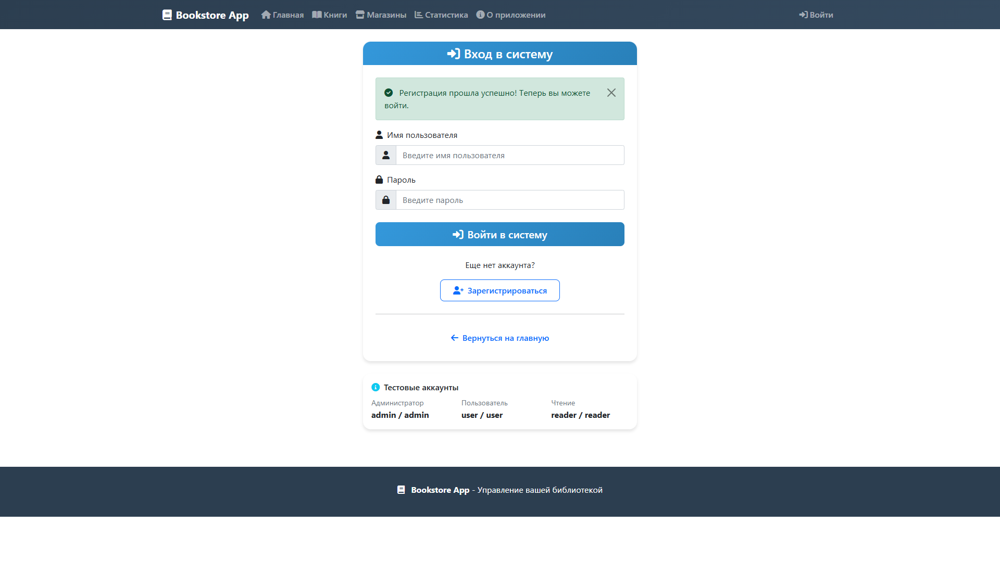 Bookstore App Главная Книги Магазины Статистика О приложении Войти
Вход в систему
Регистрация прошла успешно! Теперь вы можете
войти.
Имя пользователя
Введите имя пользователя
Пароль
Введите пароль
Войти в систему
Еще нет аккаунта?
Зарегистрироваться
Вернуться на главную
Тестовые аккаунты
Администратор Пользователь Чтение
admin / admin user / user reader / reader
Bookstore App - Управление вашей библиотекой